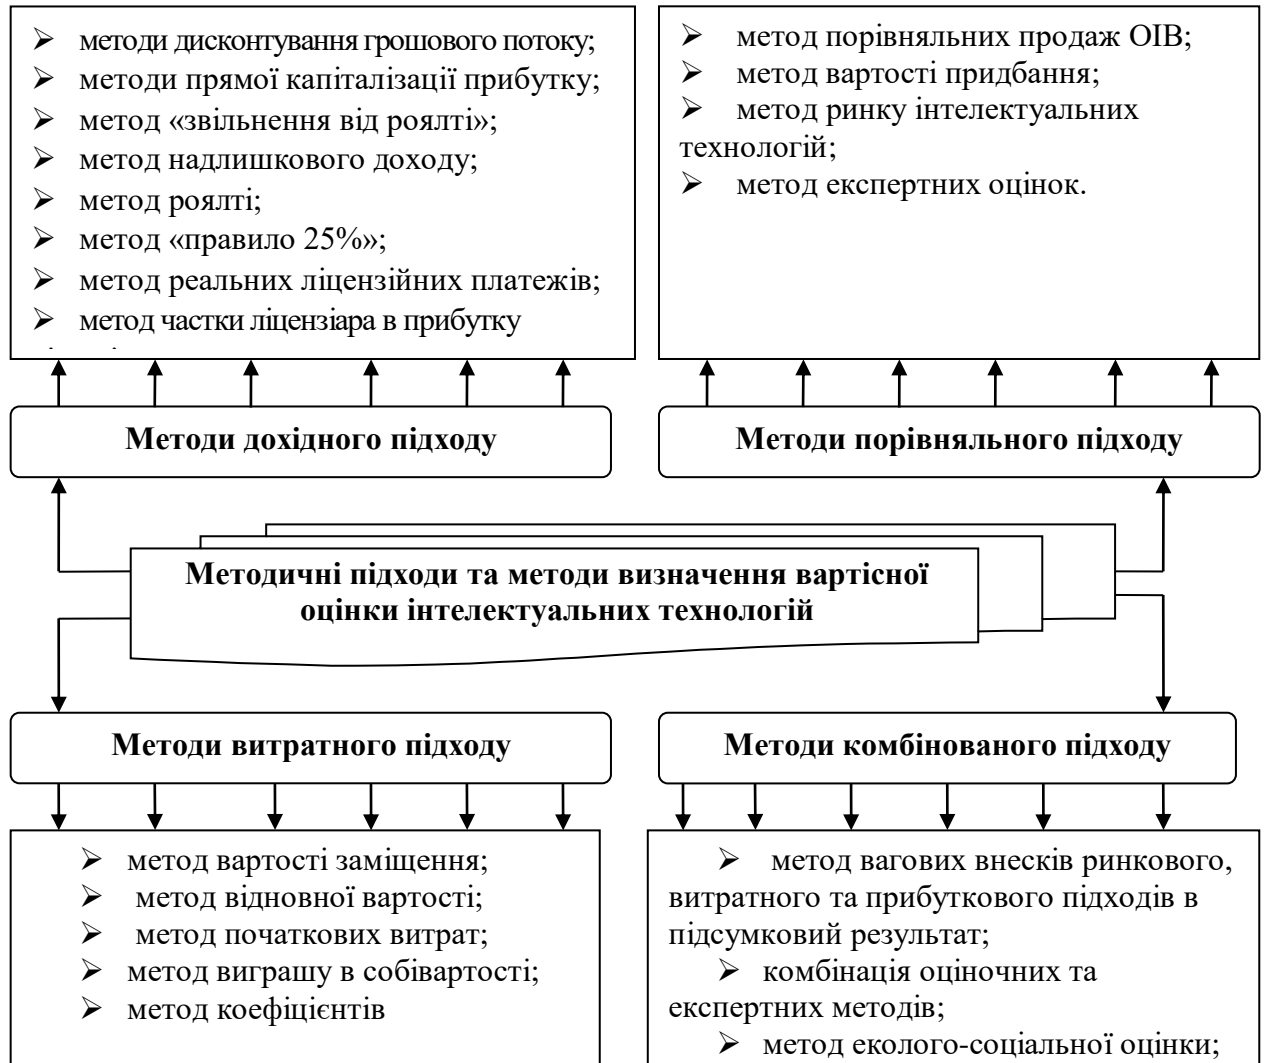 ➢ методи дисконтування грошового потоку;
➢ методи прямої капіталізації прибутку;
➢ метод «звільнення від роялті»;
➢ метод надлишкового доходу;
➢ метод роялті;
➢ метод «правило 25%»;
➢ метод реальних ліцензійних платежів;
➢ метод частки ліцензіара в прибутку
➢ метод порівняльних продаж ОІВ;
➢ метод вартості придбання;
➢ метод ринку інтелектуальних
технологій;
➢ метод експертних оцінок.
Методи дохідного підходу
Методи порівняльного підходу
Методичні підходи та методи визначення вартісної
оцінки інтелектуальних технологій
Методи витратного підходу
Методи комбінованого підходу
➢ метод вартості заміщення;
➢ метод відновної вартості;
➢ метод початкових витрат;
➢ метод виграшу в собівартості;
➢ метод коефіцієнтів
➢ метод вагових внесків ринкового,
витратного та прибуткового підходів в
підсумковий результат;
➢ комбінація оціночних та
експертних методів;
➢ метод еколого-соціальної оцінки;